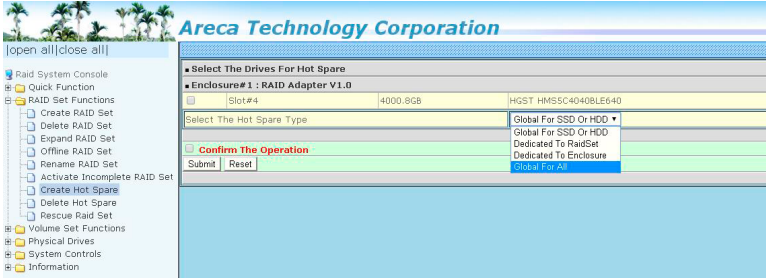 Areca Technology Corporation
|open all|close all|
Raid System Console
Quick Function
RAID Set Functions
Create RAID Set
Delete RAID Set
Expand RAID Set
Offline RAID Set
Rename RAID Set
Activate Incomplete RAID Set
Create Hot Spare
Delete Hot Spare
Rescue Raid Set
Volume Set Functions
Physical Drives
System Controls
Information
Select The Drives For Hot Spare
Enclosure#1 : RAID Adapter V1.0
Slot#4 4000.8GB HGST HMS5C4040BLE640
Select The Hot Spare Type Global For SSD Or HDD
Global For SSD Or HDD
Dedicated To RaidSet
Dedicated To Enclosure
Global For All
Confirm The Operation
Submit Reset